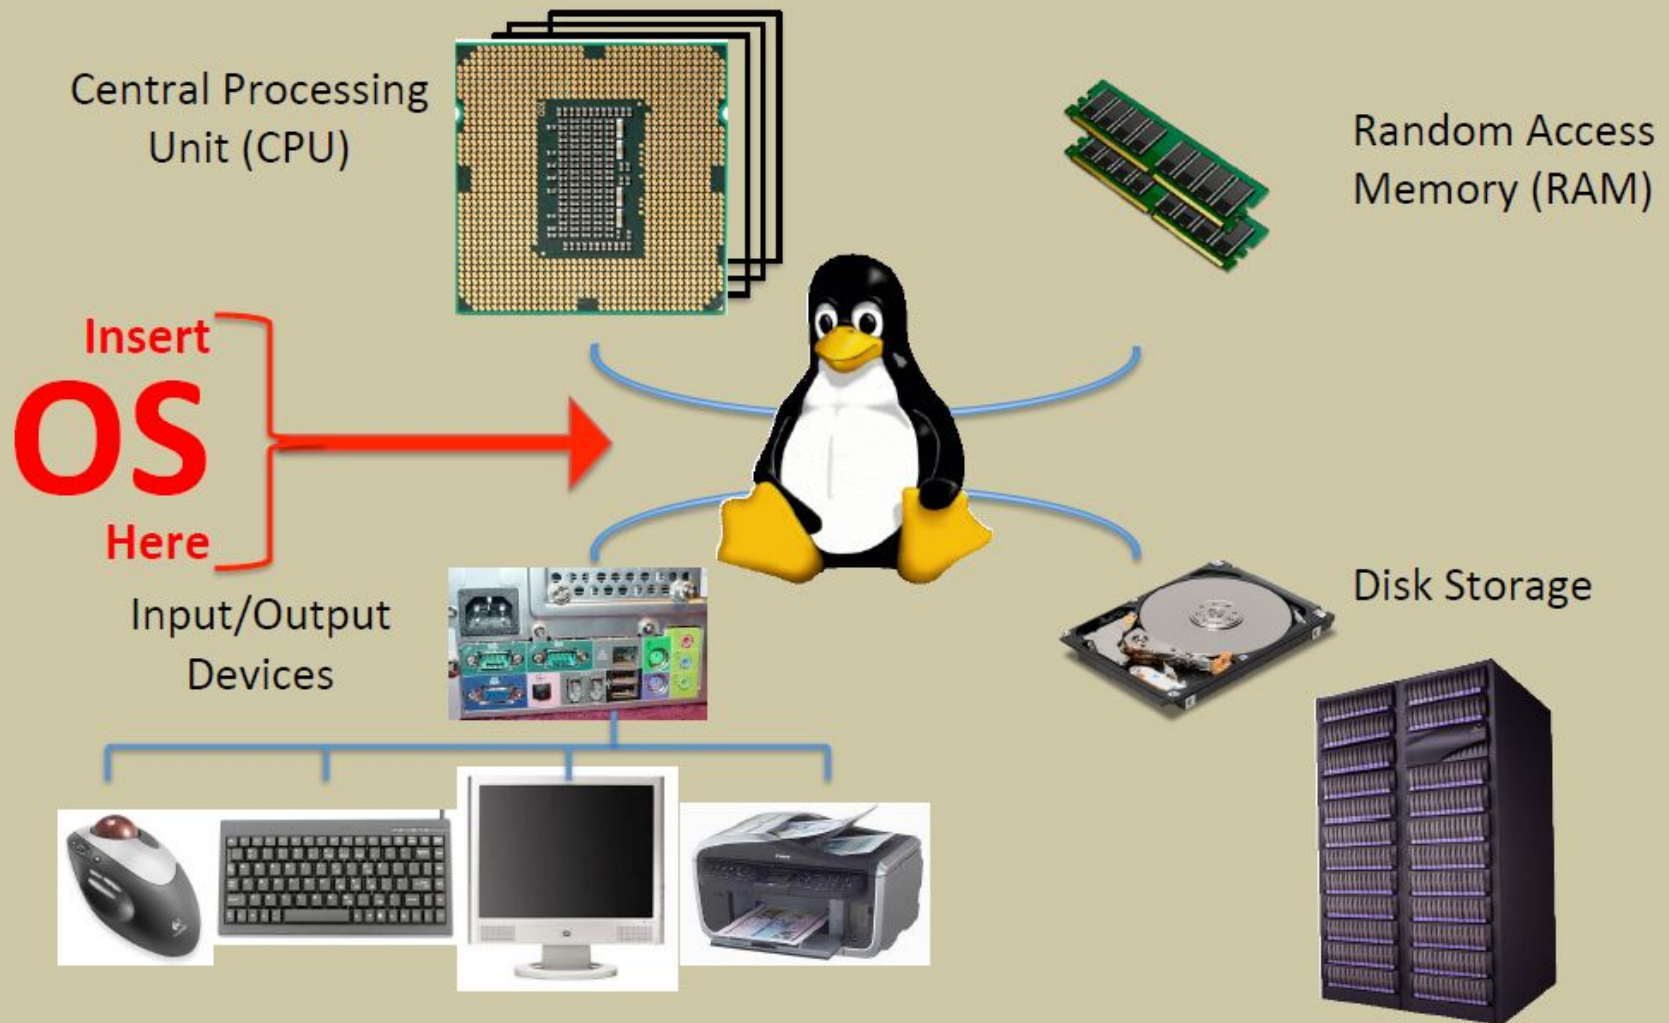 Central Processing
Unit (CPU)
Random Access
Memory (RAM)
Insert
OS
Here
Input/Output
Devices
Disk Storage